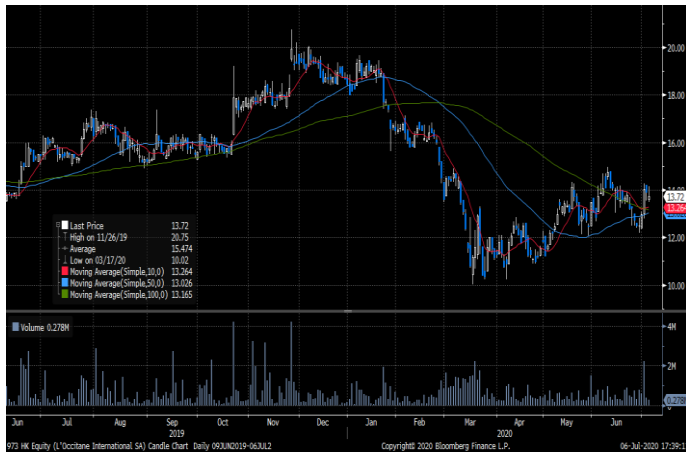 20.00
18.00
16.00
14.00
13.72
13.264
12.00
10.00
Last Price 13.72
High on 11/26/19 20.75
Average 15.474
Low on 03/17/20 10.02
Moving Average(Simple,10,0) 13.264
Moving Average(Simple,50,0) 13.026
Moving Average(Simple,100,0) 13.165
Volume 0.278M
4M
2M
0.278M
0
Jun Jul Aug Sep Oct Nov Dec Jan Feb Mar Apr May Jun
2019 2020
973 HK Equity (L'Occitane International SA) Candle Chart Daily 09JUN2019-06JUL2 Copyright© 2020 Bloomberg Finance L.P. 06-Jul-2020 17:39:1